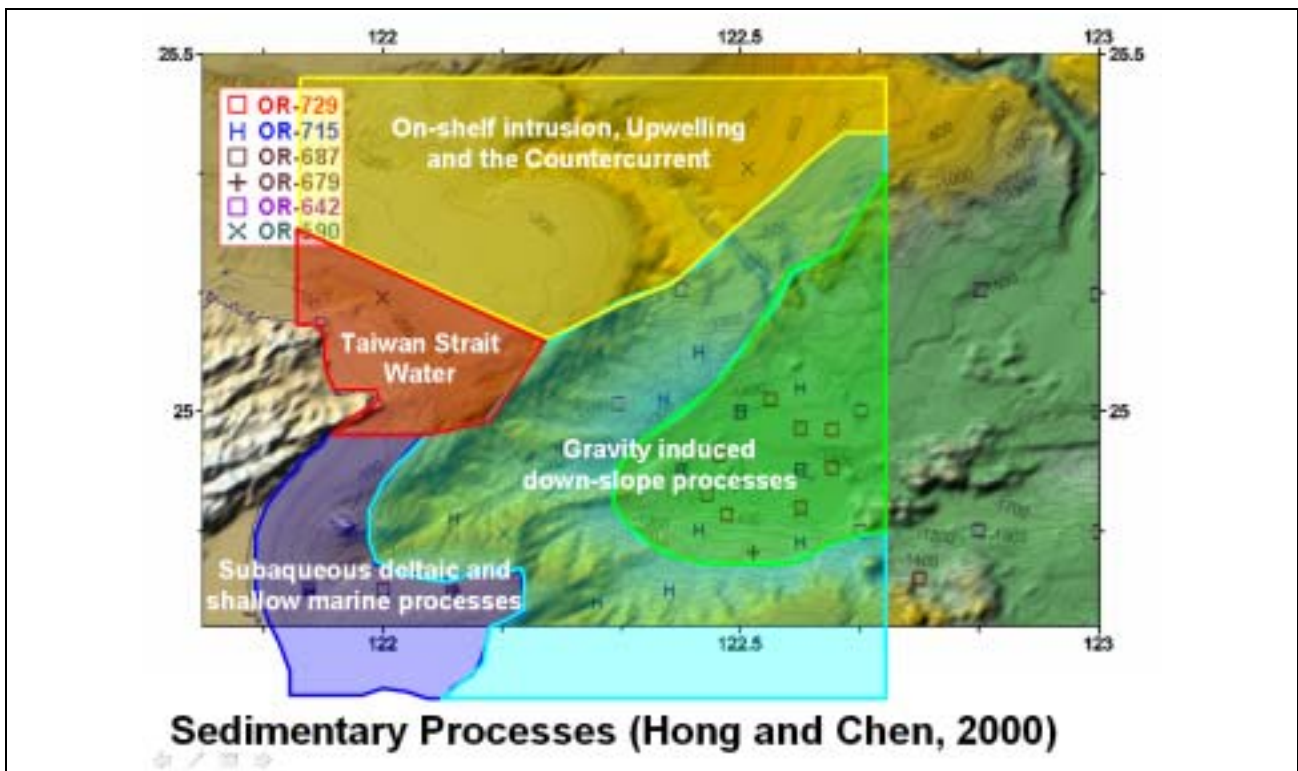 122 122.5 123
25.5 25.5
OR-729
OR-715
OR-687
OR-679
OR-642
OR-590
On-shelf intrusion, Upwelling
and the Countercurrent
Taiwan Strait
Water
25 25
Gravity induced
down-slope processes
Subaqueous deltaic and
shallow marine processes
122 122.5 123
Sedimentary Processes (Hong and Chen, 2000)